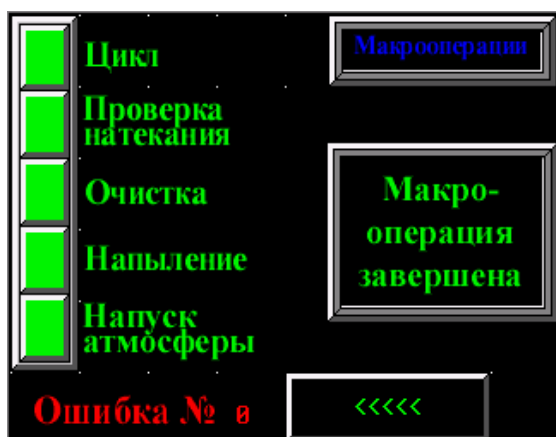 Цикл
Проверка
натекания
Очистка
Напыление
Напуск
атмосферы
Макрооперации
Макро-
операция
завершена
Ошибка № 0
<<<<<